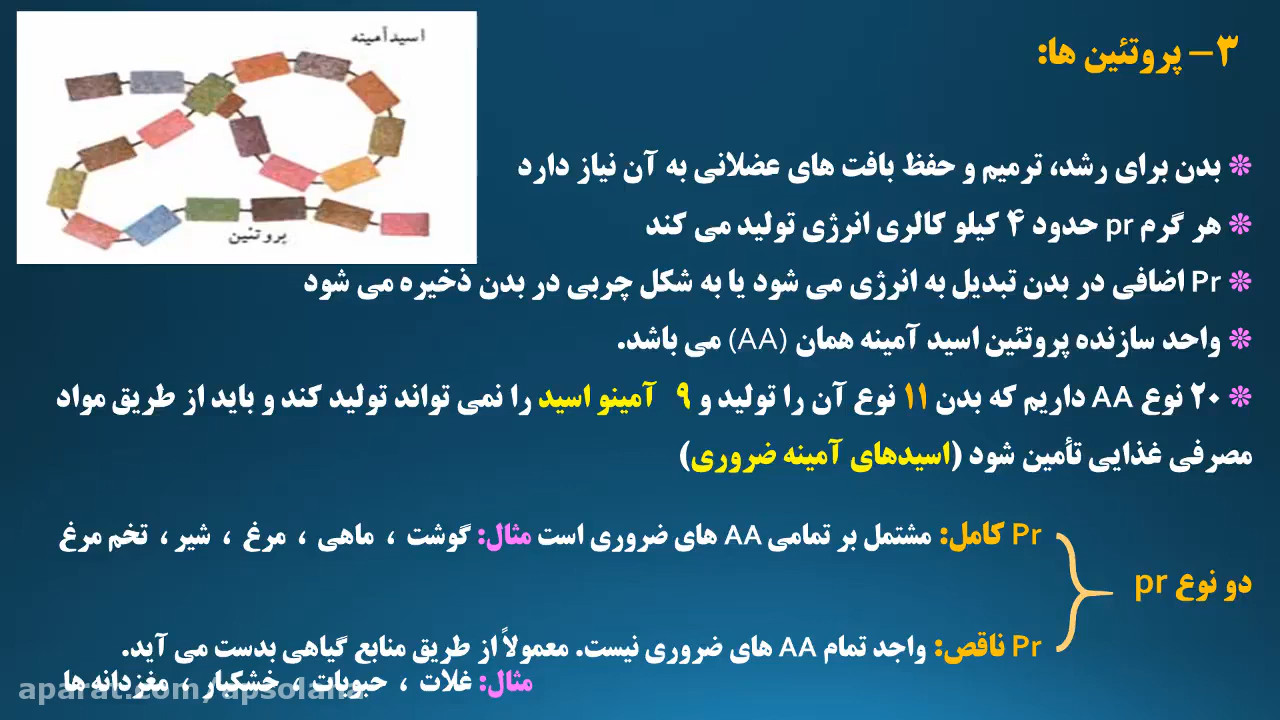 ۳– پروتئین ها:
اسیدآمینه
پروتئین
❊ بدن برای رشد، ترمیم و حفظ بافت های عضلانی به آن نیاز دارد
❊ هر گرم pr حدود ۴ کیلو کالری انرژی تولید می کند
❊ Pr اضافی در بدن تبدیل به انرژی می شود یا به شکل چربی در بدن ذخیره می شود
❊ واحد سازنده پروتئین اسید آمینه همان (AA) می باشد.
❊ ۲۰ نوع AA داریم که بدن ۱۱ نوع آن را تولید و ۹ آمینو اسید را نمی تواند تولید کند و باید از طریق مواد
مصرفی غذایی تأمین شود (اسیدهای آمینه ضروری)
دو نوع pr
Pr کامل: مشتمل بر تمامی AA های ضروری است مثال: گوشت ، ماهی ، مرغ ، شیر ، تخم مرغ
Pr ناقص: واجد تمام AA های ضروری نیست. معمولاً از طریق منابع گیاهی بدست می آید.
مثال: غلات ، حبوبات ، خشکبار ، مغزدانه ها
aparat.com/apsolam